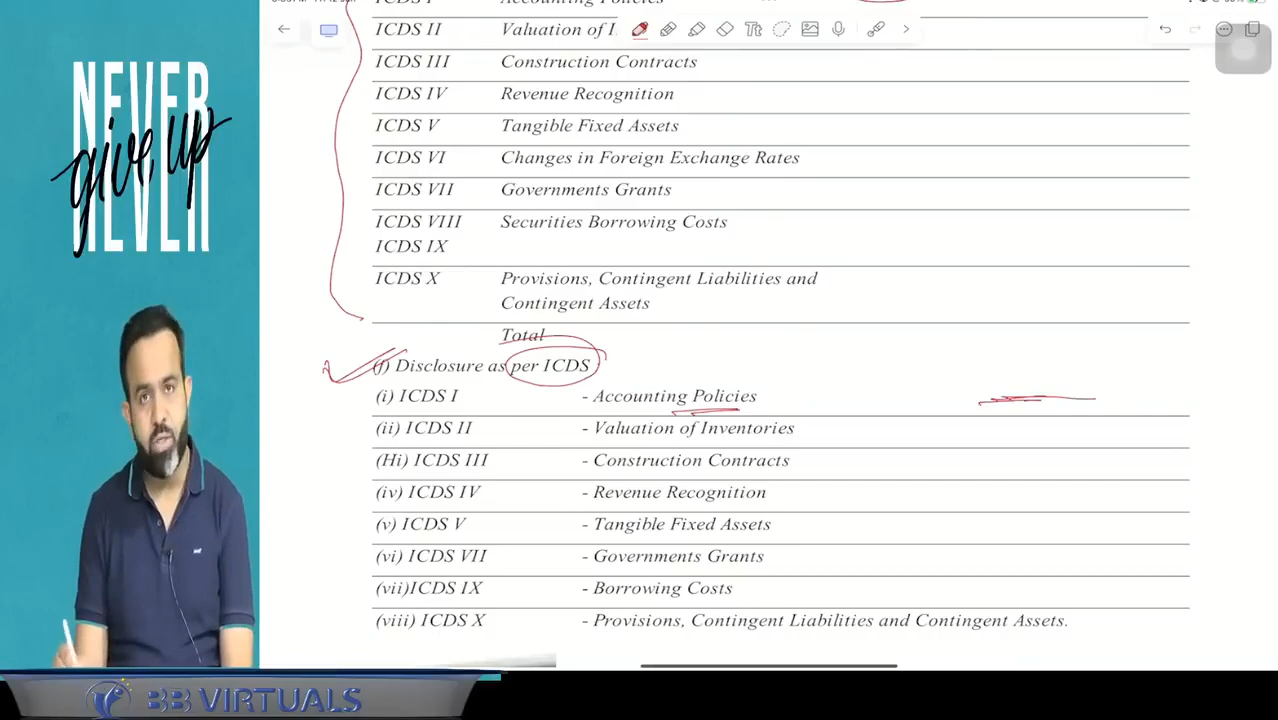 NEVER
give up
NEVER
ICDS I Accounting Policies
ICDS II Valuation of I
ICDS III Construction Contracts
ICDS IV Revenue Recognition
ICDS V Tangible Fixed Assets
ICDS VI Changes in Foreign Exchange Rates
ICDS VII Governments Grants
ICDS VIII Securities Borrowing Costs
ICDS IX
ICDS X Provisions, Contingent Liabilities and
Contingent Assets
Total
(f) Disclosure as per ICDS
(i) ICDS I - Accounting Policies
(ii) ICDS II - Valuation of Inventories
(Hi) ICDS III - Construction Contracts
(iv) ICDS IV - Revenue Recognition
(v) ICDS V - Tangible Fixed Assets
(vi) ICDS VII - Governments Grants
(vii)ICDS IX - Borrowing Costs
(viii) ICDS X - Provisions, Contingent Liabilities and Contingent Assets.
BB VIRTUALS